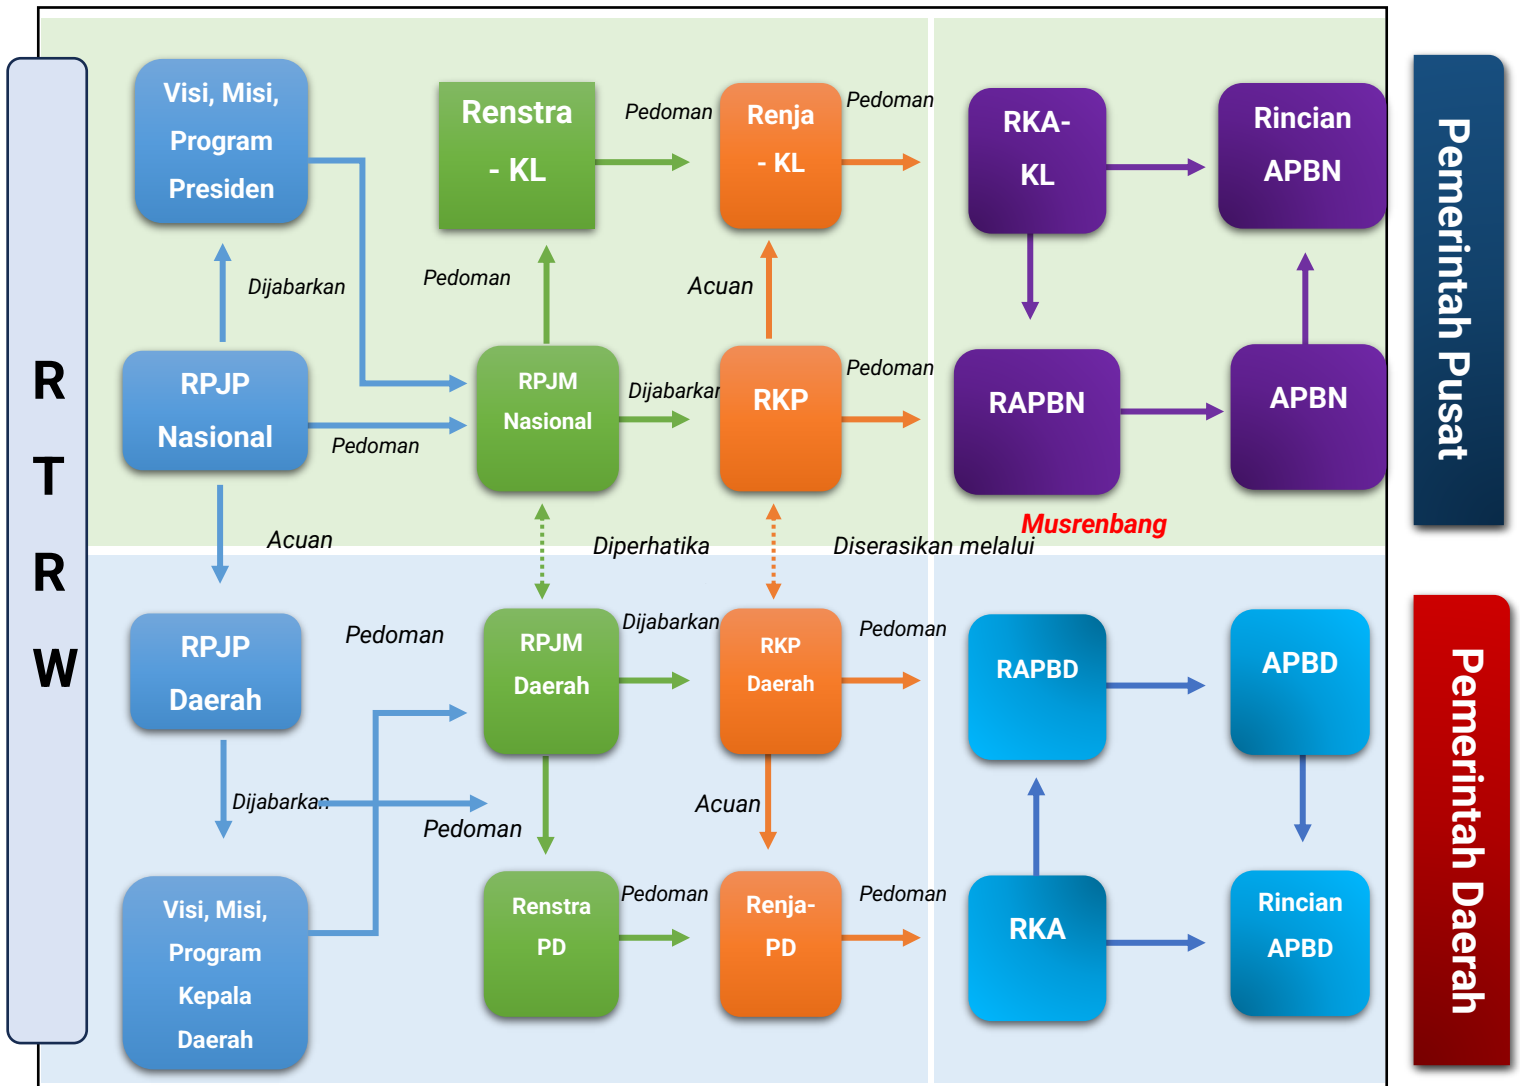 R
T
R
W
Visi, Misi,
Program
Presiden
Renstra
- KL
Pedoman
Renja
- KL
Pedoman
RKA-
KL
Rincian
APBN
Dijabarkan
Pedoman
Acuan
RPJP
Nasional
Pedoman
RPJM
Nasional
Dijabarkan
RKP
Pedoman
RAPBN
APBN
Musrenbang
Acuan
Diperhatika
Diserasikan melalui
RPJP
Daerah
Pedoman
RPJM
Daerah
Dijabarkan
RKP
Daerah
Pedoman
RAPBD
APBD
Dijabarkan
Pedoman
Acuan
Visi, Misi,
Program
Kepala
Daerah
Renstra
PD
Pedoman
Renja-
PD
Pedoman
RKA
Rincian
APBD
Pemerintah Pusat
Pemerintah Daerah